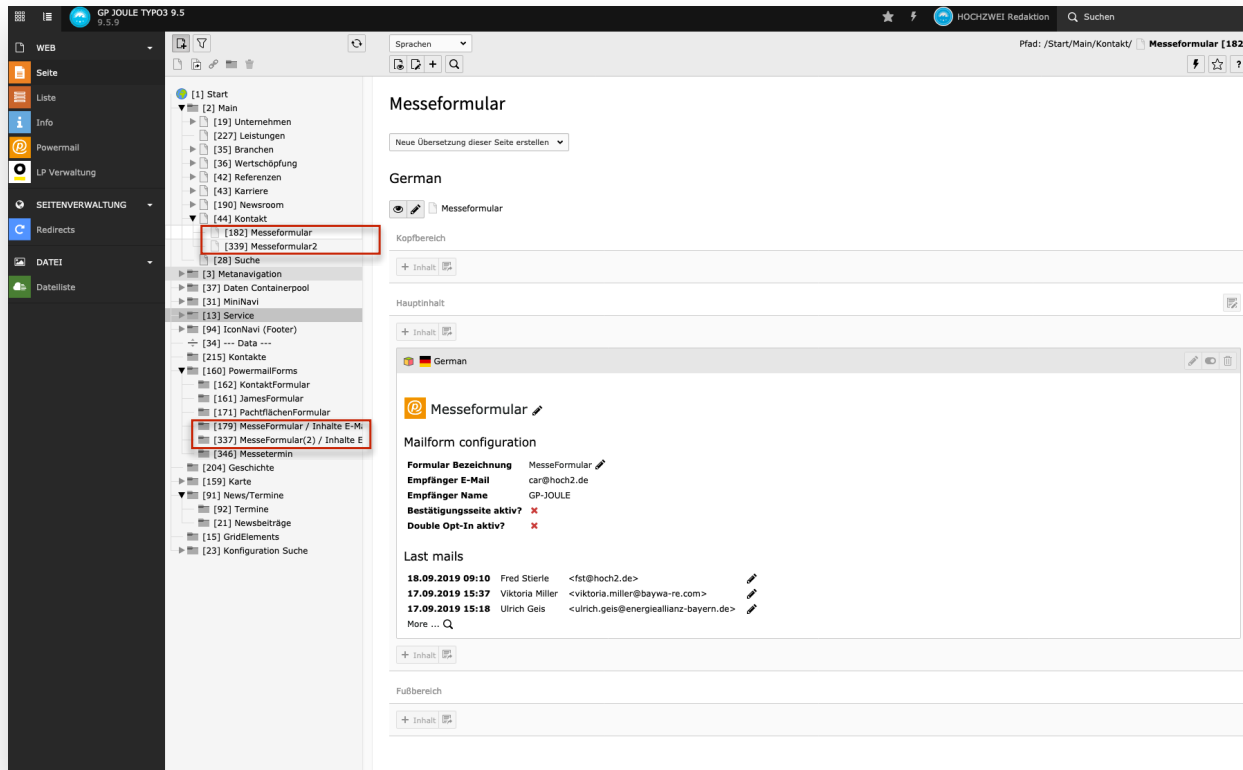 GP JOULE TYPO3 9.5
9.5.9
HOCHZWEI Redaktion
Suchen
WEB
Seite
Liste
Info
Powermail
LP Verwaltung
SEITENVERWALTUNG
Redirects
DATEI
Dateiliste
[1] Start
[2] Main
[19] Unternehmen
[227] Leistungen
[35] Branchen
[36] Wertschöpfung
[42] Referenzen
[43] Karriere
[190] Newsroom
[44] Kontakt
[182] Messeformular
[339] Messeformular2
[28] Suche
[3] Metanavigation
[37] Daten Containerpool
[31] MiniNavi
[13] Service
[94] IconNavi (Footer)
[34] --- Data ---
[215] Kontakte
[160] PowermailForms
[162] KontaktFormular
[161] JamesFormular
[171] PachtflächenFormular
[179] MesseFormular / Inhalte E-Ma
[337] MesseFormular(2) / Inhalte E
[346] Messetermin
[204] Geschichte
[159] Karte
[91] News/Termine
[92] Termine
[21] Newsbeiträge
[15] GridElements
[23] Konfiguration Suche
Sprachen
Pfad: /Start/Main/Kontakt/ Messeformular [182
Messeformular
Neue Übersetzung dieser Seite erstellen
German
Messeformular
Kopfbereich
+ Inhalt
Hauptinhalt
+ Inhalt
German
Messeformular
Mailform configuration
Formular Bezeichnung MesseFormular
Empfänger E-Mail car@hoch2.de
Empfänger Name GP-JOULE
Bestätigungsseite aktiv?
Double Opt-In aktiv?
Last mails
18.09.2019 09:10 Fred Stierle <fst@hoch2.de>
17.09.2019 15:37 Viktoria Miller <viktoria.miller@baywa-re.com>
17.09.2019 15:18 Ulrich Geis <ulrich.geis@energieallianz-bayern.de>
More ...
+ Inhalt
Fußbereich
+ Inhalt